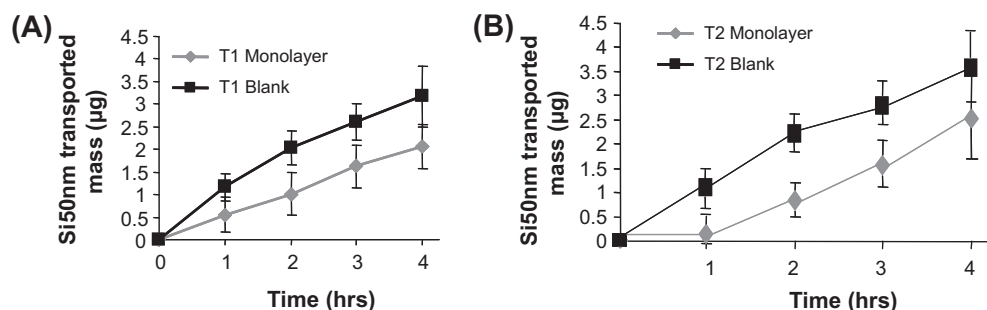 (A)
Si50nm transported
mass (µg)
4.5
4
3.5
3
2.5
2
1.5
1
0.5
0
T1 Monolayer
T1 Blank
0 1 2 3 4
Time (hrs)
(B)
Si50nm transported
mass (µg)
4.5
4
3.5
3
2.5
2
1.5
1
0.5
0
T2 Monolayer
T2 Blank
1 2 3 4
Time (hrs)